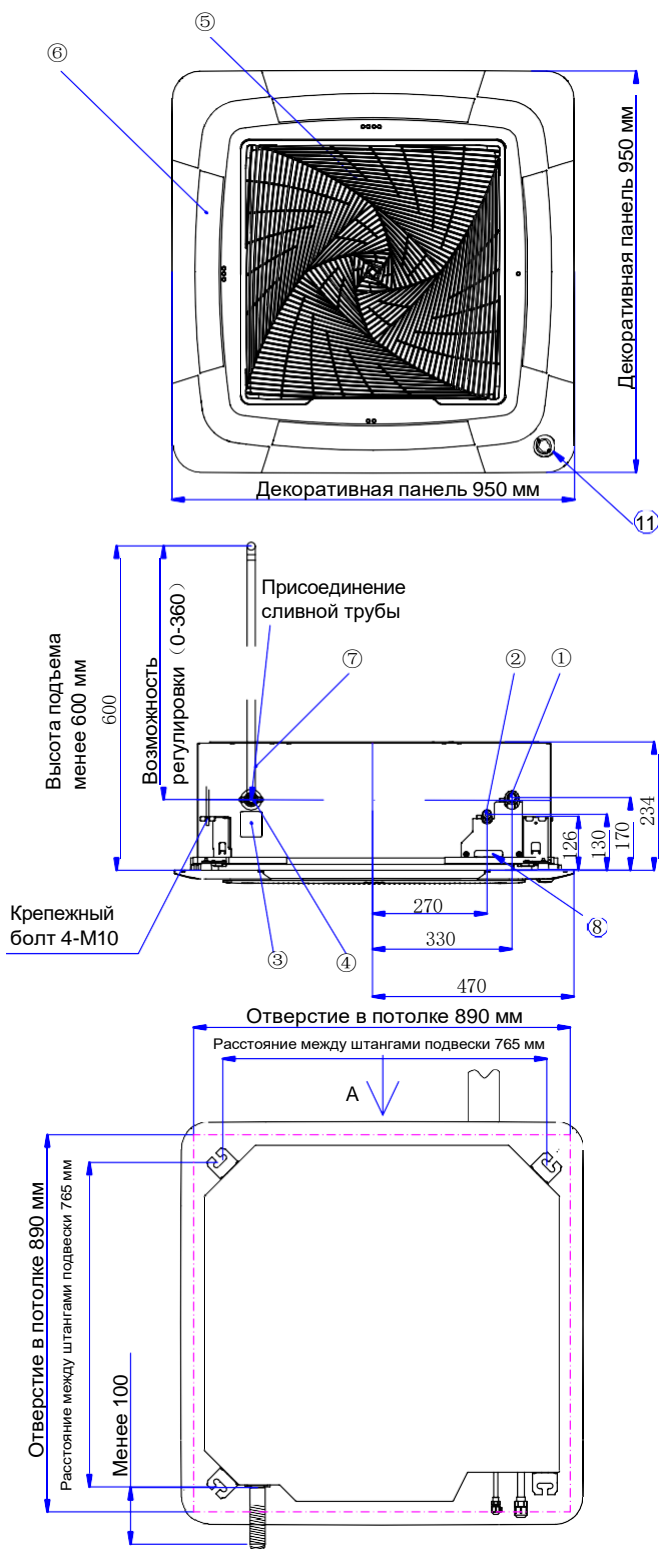 ⑤
⑥
Декоративная панель 950 мм
Декоративная панель 950 мм
⑪
Присоединение
сливной трубы
Высота подъема
менее 600 мм
600
Возможность
регулировки（0-360）
⑦
②
①
126
130
170
234
270
⑧
330
Крепежный
болт 4-M10
③
④
470
Отверстие в потолке 890 мм
Расстояние между штангами подвески 765 мм
A
Отверстие в потолке 890 мм
Расстояние между штангами подвески 765 мм
Менее 100